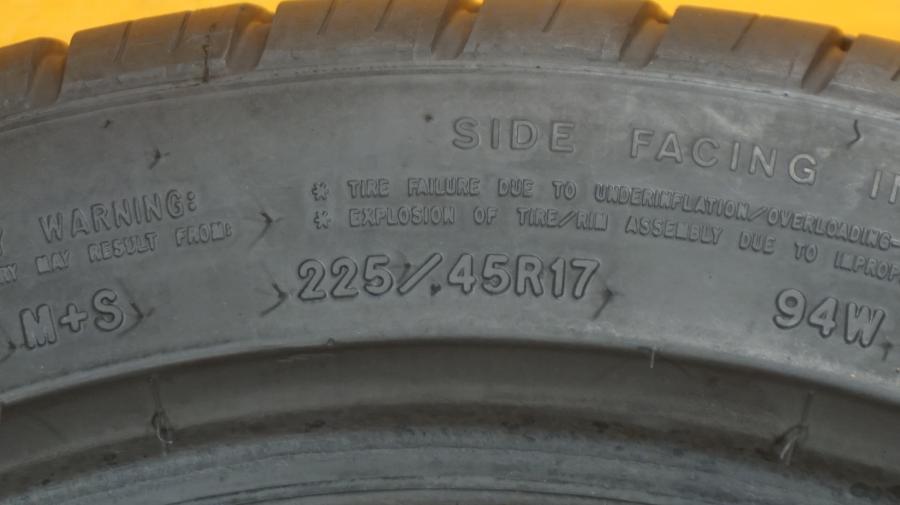 SIDE FACING
WARNING:
MAY RESULT FROM:
* TIRE FAILURE DUE TO UNDERINFLATION/OVERLOADING-
* EXPLOSION OF TIRE/RIM ASSEMBLY DUE TO
M+S
225/45R17
94W